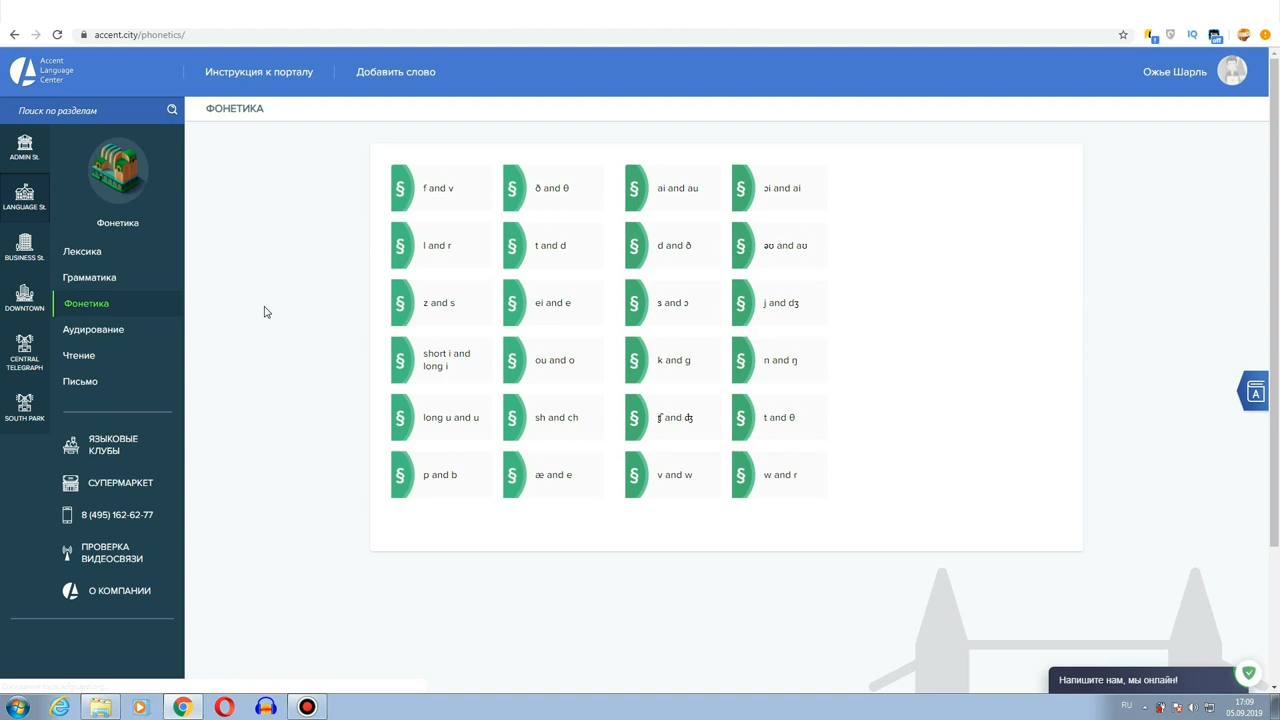 accent.city/phonetics/
Accent
Language
Center
Инструкция к порталу
Добавить слово
Ожье Шарль
Поиск по разделам
ФОНЕТИКА
ADMIN St.
LANGUAGE St.
BUSINESS St.
DOWNTOWN
CENTRAL
TELEGRAPH
SOUTH PARK
Фонетика
Лексика
Грамматика
Фонетика
Аудирование
Чтение
Письмо
ЯЗЫКОВЫЕ
КЛУБЫ
СУПЕРМАРКЕТ
8 (495) 162-62-77
ПРОВЕРКА
ВИДЕОСВЯЗИ
О КОМПАНИИ
§ f and v
§ ð and θ
§ ai and au
§ ɔi and ai
§ l and r
§ t and d
§ d and ð
§ əʊ and aʊ
§ z and s
§ ei and e
§ ɜ and ɔ
§ j and dʒ
§ short i and
long i
§ ou and o
§ k and g
§ n and ŋ
§ long u and u
§ sh and ch
§ ʧ and ʤ
§ t and θ
§ p and b
§ æ and e
§ v and w
§ w and r
A
Напишите нам, мы онлайн!
IQ
off
RU
17:09
05.09.2019